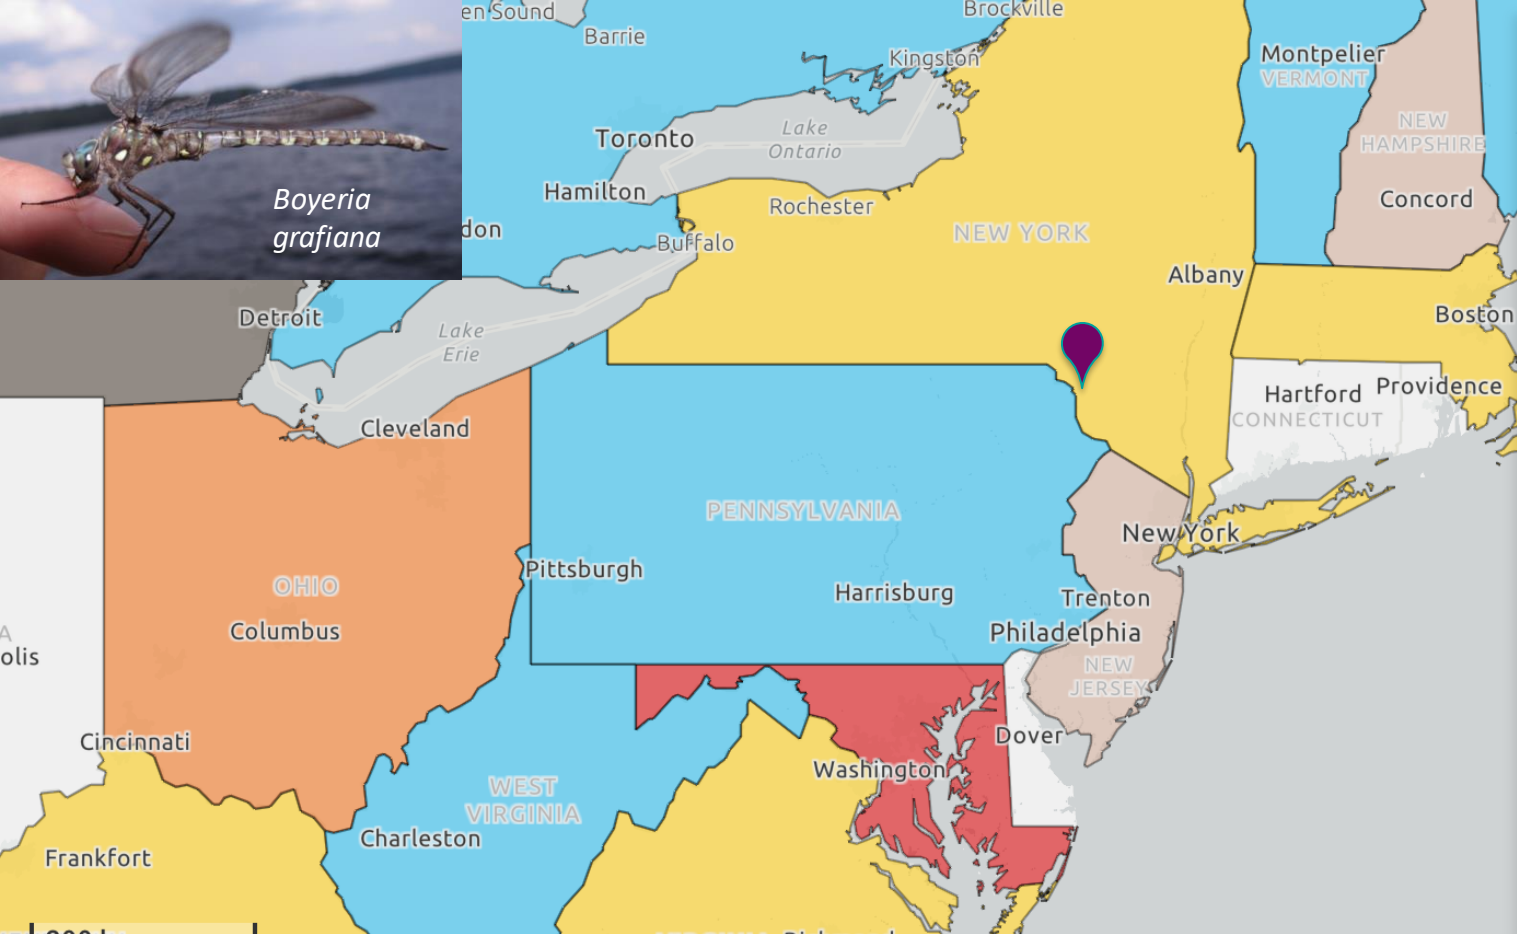 Boyeria
grafiana
en Sound
Barrie
Brockville
Kingston
Montpelier
VERMONT
NEW
HAMPSHIRE
Concord
Toronto
Lake
Ontario
Hamilton
Rochester
don
Buffalo
NEW YORK
Albany
Detroit
Lake
Erie
Boston
Hartford
Providence
CONNECTICUT
Cleveland
PENNSYLVANIA
New York
Pittsburgh
OHIO
Harrisburg
Trenton
Columbus
Philadelphia
A
olis
NEW
JERSEY
Cincinnati
Dover
Washington
WEST
VIRGINIA
Charleston
Frankfort